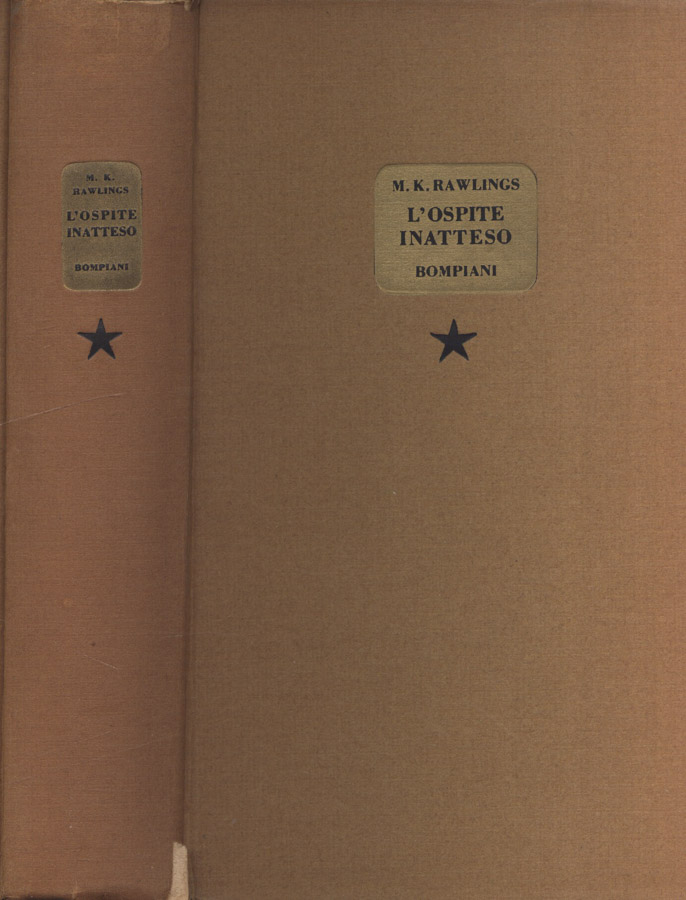 M. K.
RAWLINGS
L'OSPITE
INATTESO
BOMPIANI
M. K. RAWLINGS
L'OSPITE
INATTESO
BOMPIANI